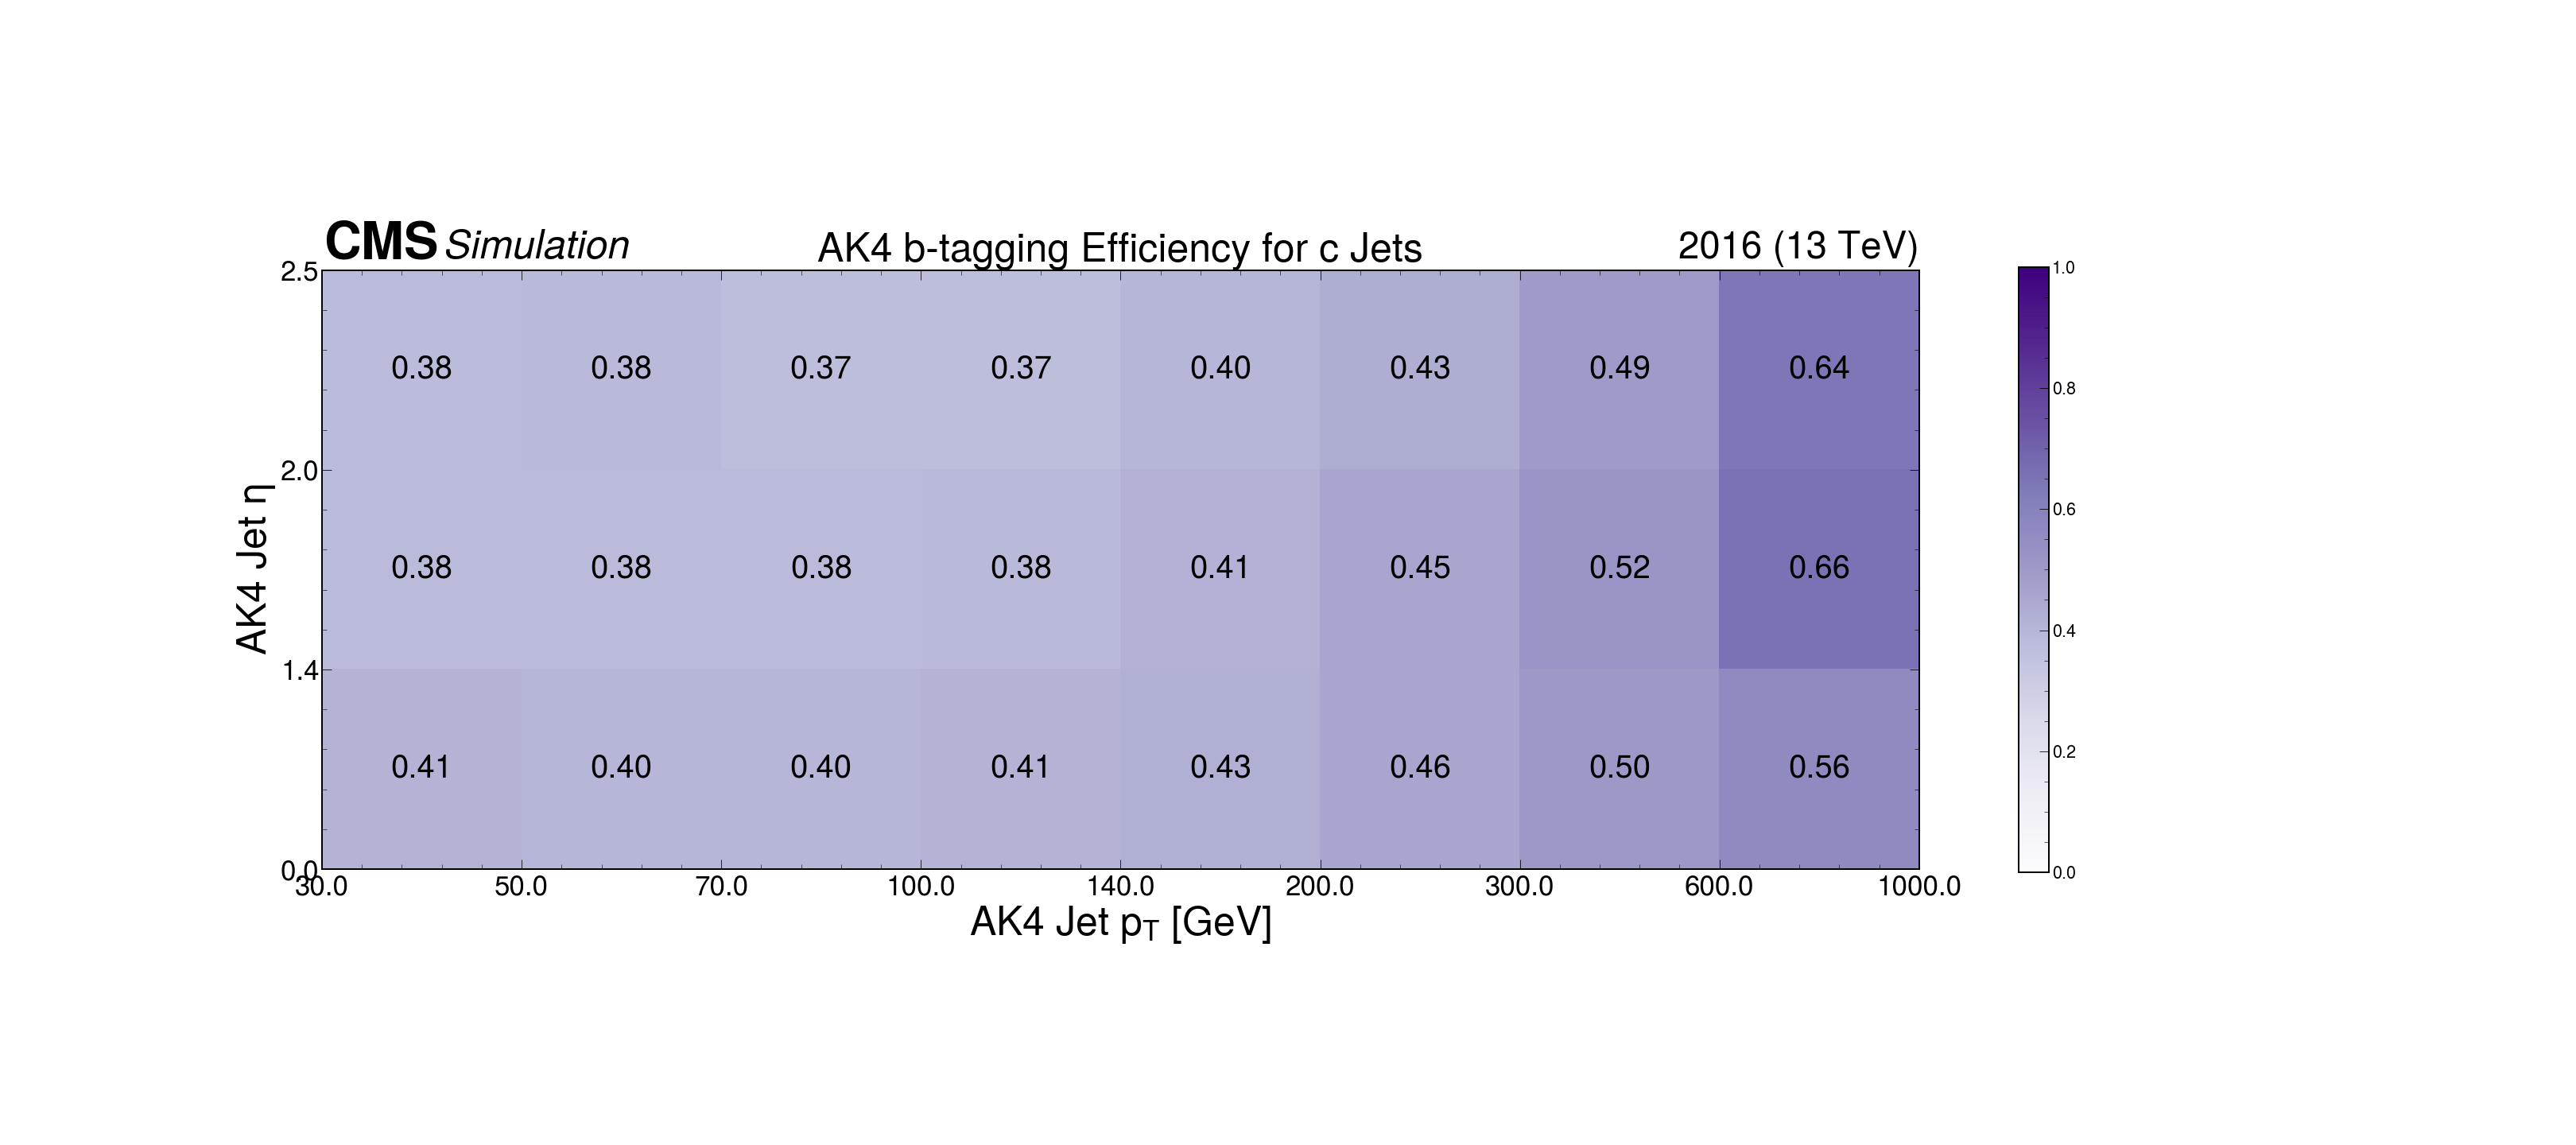 CMS Simulation AK4 b-tagging Efficiency for c Jets 2016 (13 TeV)
2.5 1.0
0.38 0.38 0.37 0.37 0.40 0.43 0.49 0.64
0.8
2.0
0.6
AK4 Jet η
0.38 0.38 0.38 0.38 0.41 0.45 0.52 0.66
0.4
1.4
0.2
0.41 0.40 0.40 0.41 0.43 0.46 0.50 0.56
0.0 0.0
30.0 50.0 70.0 100.0 140.0 200.0 300.0 600.0 1000.0
AK4 Jet pT [GeV]